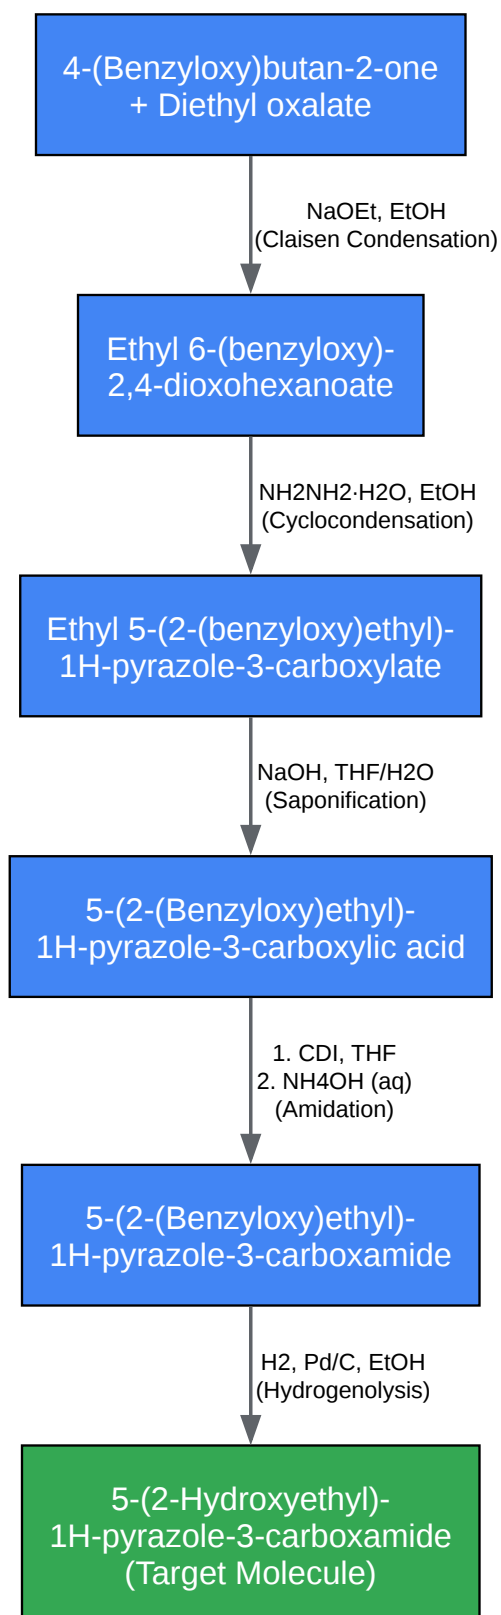 4-(Benzyloxy)butan-2-one
+ Diethyl oxalate
NaOEt, EtOH
(Claisen Condensation)
Ethyl 6-(benzyloxy)-
2,4-dioxohexanoate
NH2NH2·H2O, EtOH
(Cyclocondensation)
Ethyl 5-(2-(benzyloxy)ethyl)-
1H-pyrazole-3-carboxylate
NaOH, THF/H2O
(Saponification)
5-(2-(Benzyloxy)ethyl)-
1H-pyrazole-3-carboxylic acid
1. CDI, THF
2. NH4OH (aq)
(Amidation)
5-(2-(Benzyloxy)ethyl)-
1H-pyrazole-3-carboxamide
H2, Pd/C, EtOH
(Hydrogenolysis)
5-(2-Hydroxyethyl)-
1H-pyrazole-3-carboxamide
(Target Molecule)